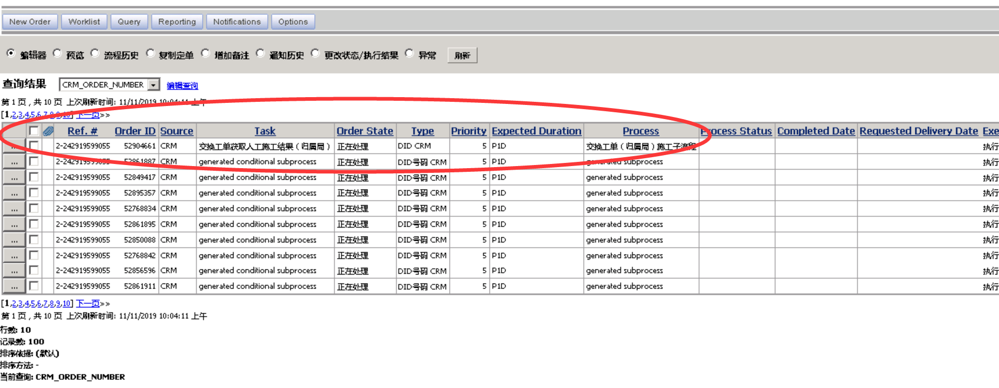 New Order Worklist Query Reporting Notifications Options
编辑器 预览 流程历史 复制定单 增加备注 通知历史 更改状态/执行结果 异常 刷新
查询结果 CRM_ORDER_NUMBER 编辑查询
第 1 页 , 共 10 页 上次刷新时间: 11/11/2019 10:04:11 上午
[1,2,3,4,5,6,7,8,9,10] 下一页>>
Ref. # Order ID Source Task Order State Type Priority Expected Duration Process Process Status Completed Date Requested Delivery Date Exe
... 2-242919599055 52904661 CRM 交换工单获取人工施工结果 ( 归属局 ) 正在处理 DID CRM 5 P1D 交换工单 ( 归属局 ) 施工子流程 执行
... 2-242919599055 52861887 CRM generated conditional subprocess 正在处理 DID号码 CRM 5 P1D generated subprocess 执行
... 2-242919599055 52849417 CRM generated conditional subprocess 正在处理 DID号码 CRM 5 P1D generated subprocess 执行
... 2-242919599055 52895357 CRM generated conditional subprocess 正在处理 DID号码 CRM 5 P1D generated subprocess 执行
... 2-242919599055 52768834 CRM generated conditional subprocess 正在处理 DID号码 CRM 5 P1D generated subprocess 执行
... 2-242919599055 52861895 CRM generated conditional subprocess 正在处理 DID号码 CRM 5 P1D generated subprocess 执行
... 2-242919599055 52850088 CRM generated conditional subprocess 正在处理 DID号码 CRM 5 P1D generated subprocess 执行
... 2-242919599055 52768842 CRM generated conditional subprocess 正在处理 DID号码 CRM 5 P1D generated subprocess 执行
... 2-242919599055 52856596 CRM generated conditional subprocess 正在处理 DID号码 CRM 5 P1D generated subprocess 执行
... 2-242919599055 52861911 CRM generated conditional subprocess 正在处理 DID号码 CRM 5 P1D generated subprocess 执行
[1,2,3,4,5,6,7,8,9,10] 下一页>>
第 1 页 , 共 10 页 上次刷新时间: 11/11/2019 10:04:11 上午
行数: 10
记录数: 100
排序依据: (默认)
排序方法: -
当前查询: CRM_ORDER_NUMBER